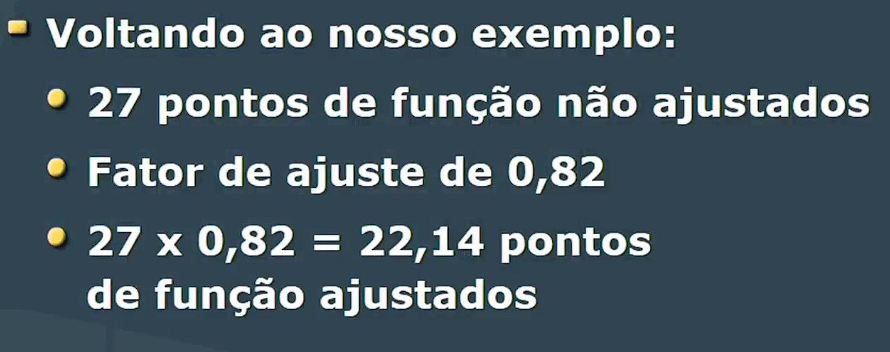 Voltando ao nosso exemplo:
27 pontos de função não ajustados
Fator de ajuste de 0,82
27 x 0,82 = 22,14 pontos
de função ajustados